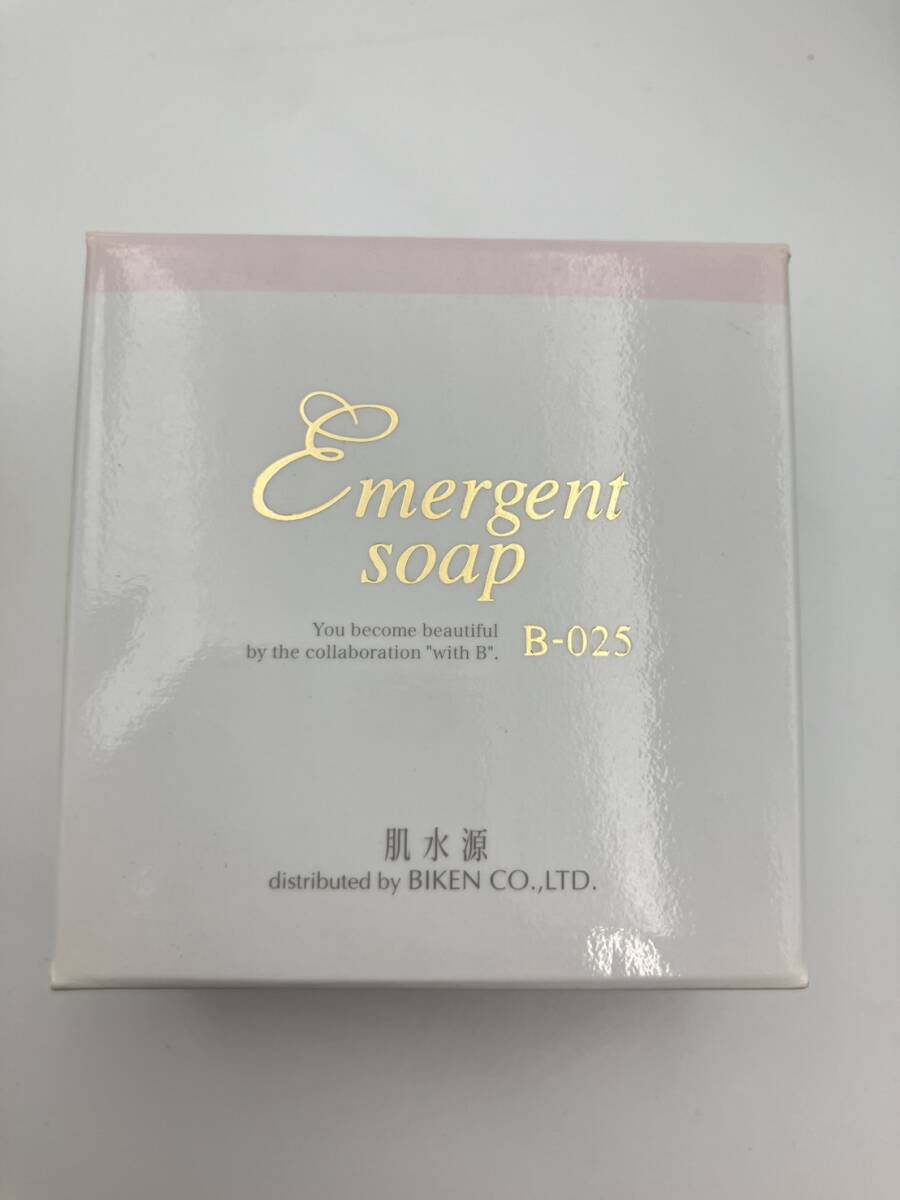 Emergent
soap
You become beautiful
by the collaboration "with B".
B-025
肌水源
distributed by BIKEN CO.,LTD.